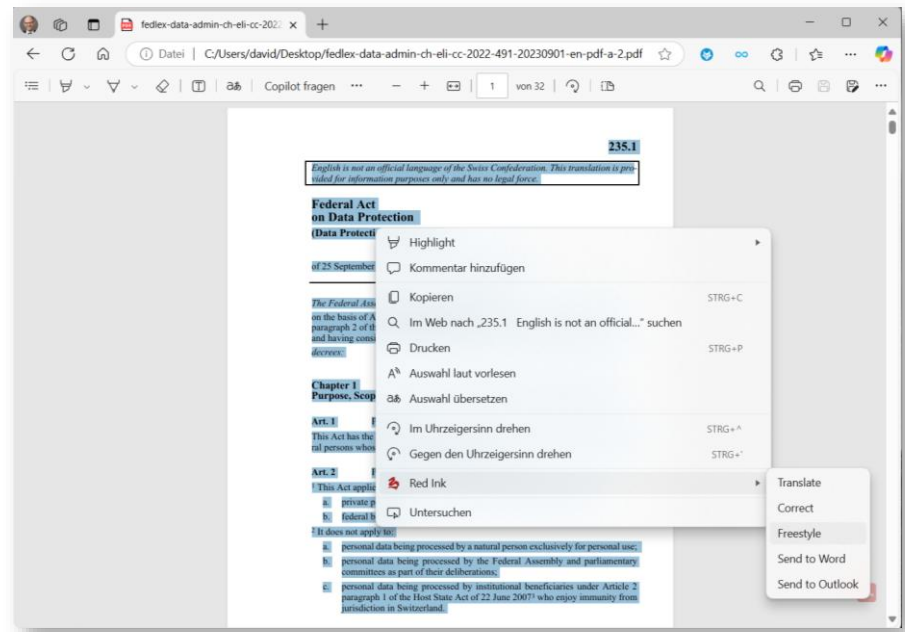 fedlex-data-admin-ch-eli-cc-2022
Datei
C:/Users/david/Desktop/fedlex-data-admin-ch-eli-cc-2022-491-20230901-en-pdf-a-2.pdf
Copilot fragen
1 von 32
235.1
English is not an official language of the Swiss Confederation. This translation is pro-
vided for information purposes only and has no legal force.
Federal Act
on Data Protection
(Data Protecti
of 25 September
The Federal Ass
on the basis of A
paragraph 2 of th
and having consi
decrees:
Chapter 1
Purpose, Scop
Art. 1
This Act has the
ral persons whos
Art. 2
1 This Act applie
a. private p
b. federal b
2 It does not apply to:
a. personal data being processed by a natural person exclusively for personal use;
b. personal data being processed by the Federal Assembly and parliamentary
committees as part of their deliberations;
c. personal data being processed by institutional beneficiaries under Article 2
paragraph 1 of the Host State Act of 22 June 2007³ who enjoy immunity from
jurisdiction in Switzerland.
Highlight
Kommentar hinzufügen
Kopieren STRG+C
Im Web nach „235.1 English is not an official...“ suchen
Drucken STRG+P
Auswahl laut vorlesen
Auswahl übersetzen
Im Uhrzeigersinn drehen STRG+^
Gegen den Uhrzeigersinn drehen STRG+'
Red Ink
Untersuchen
Translate
Correct
Freestyle
Send to Word
Send to Outlook